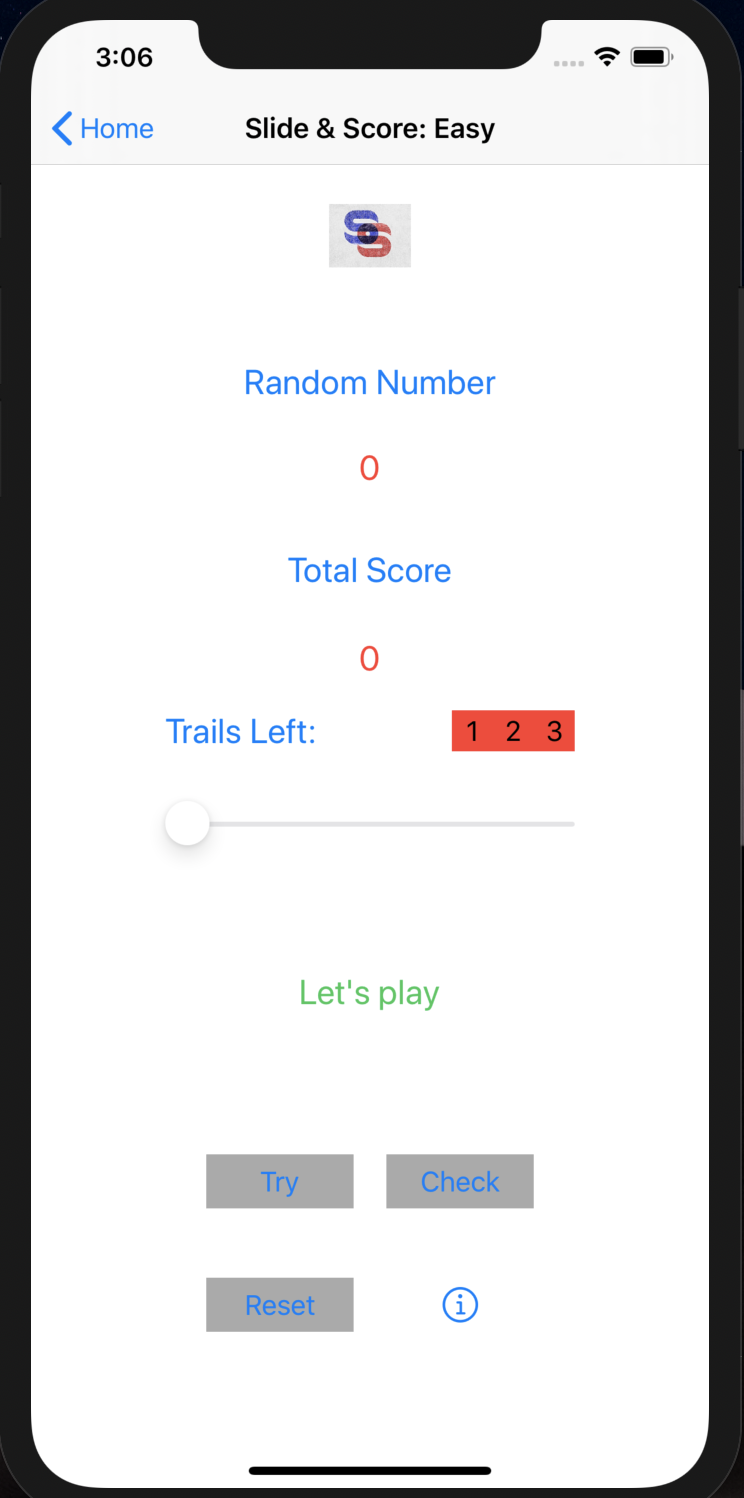 3:06
Home Slide & Score: Easy
SS
Random Number
0
Total Score
0
Trails Left: 1 2 3
Let's play
Try Check
Reset